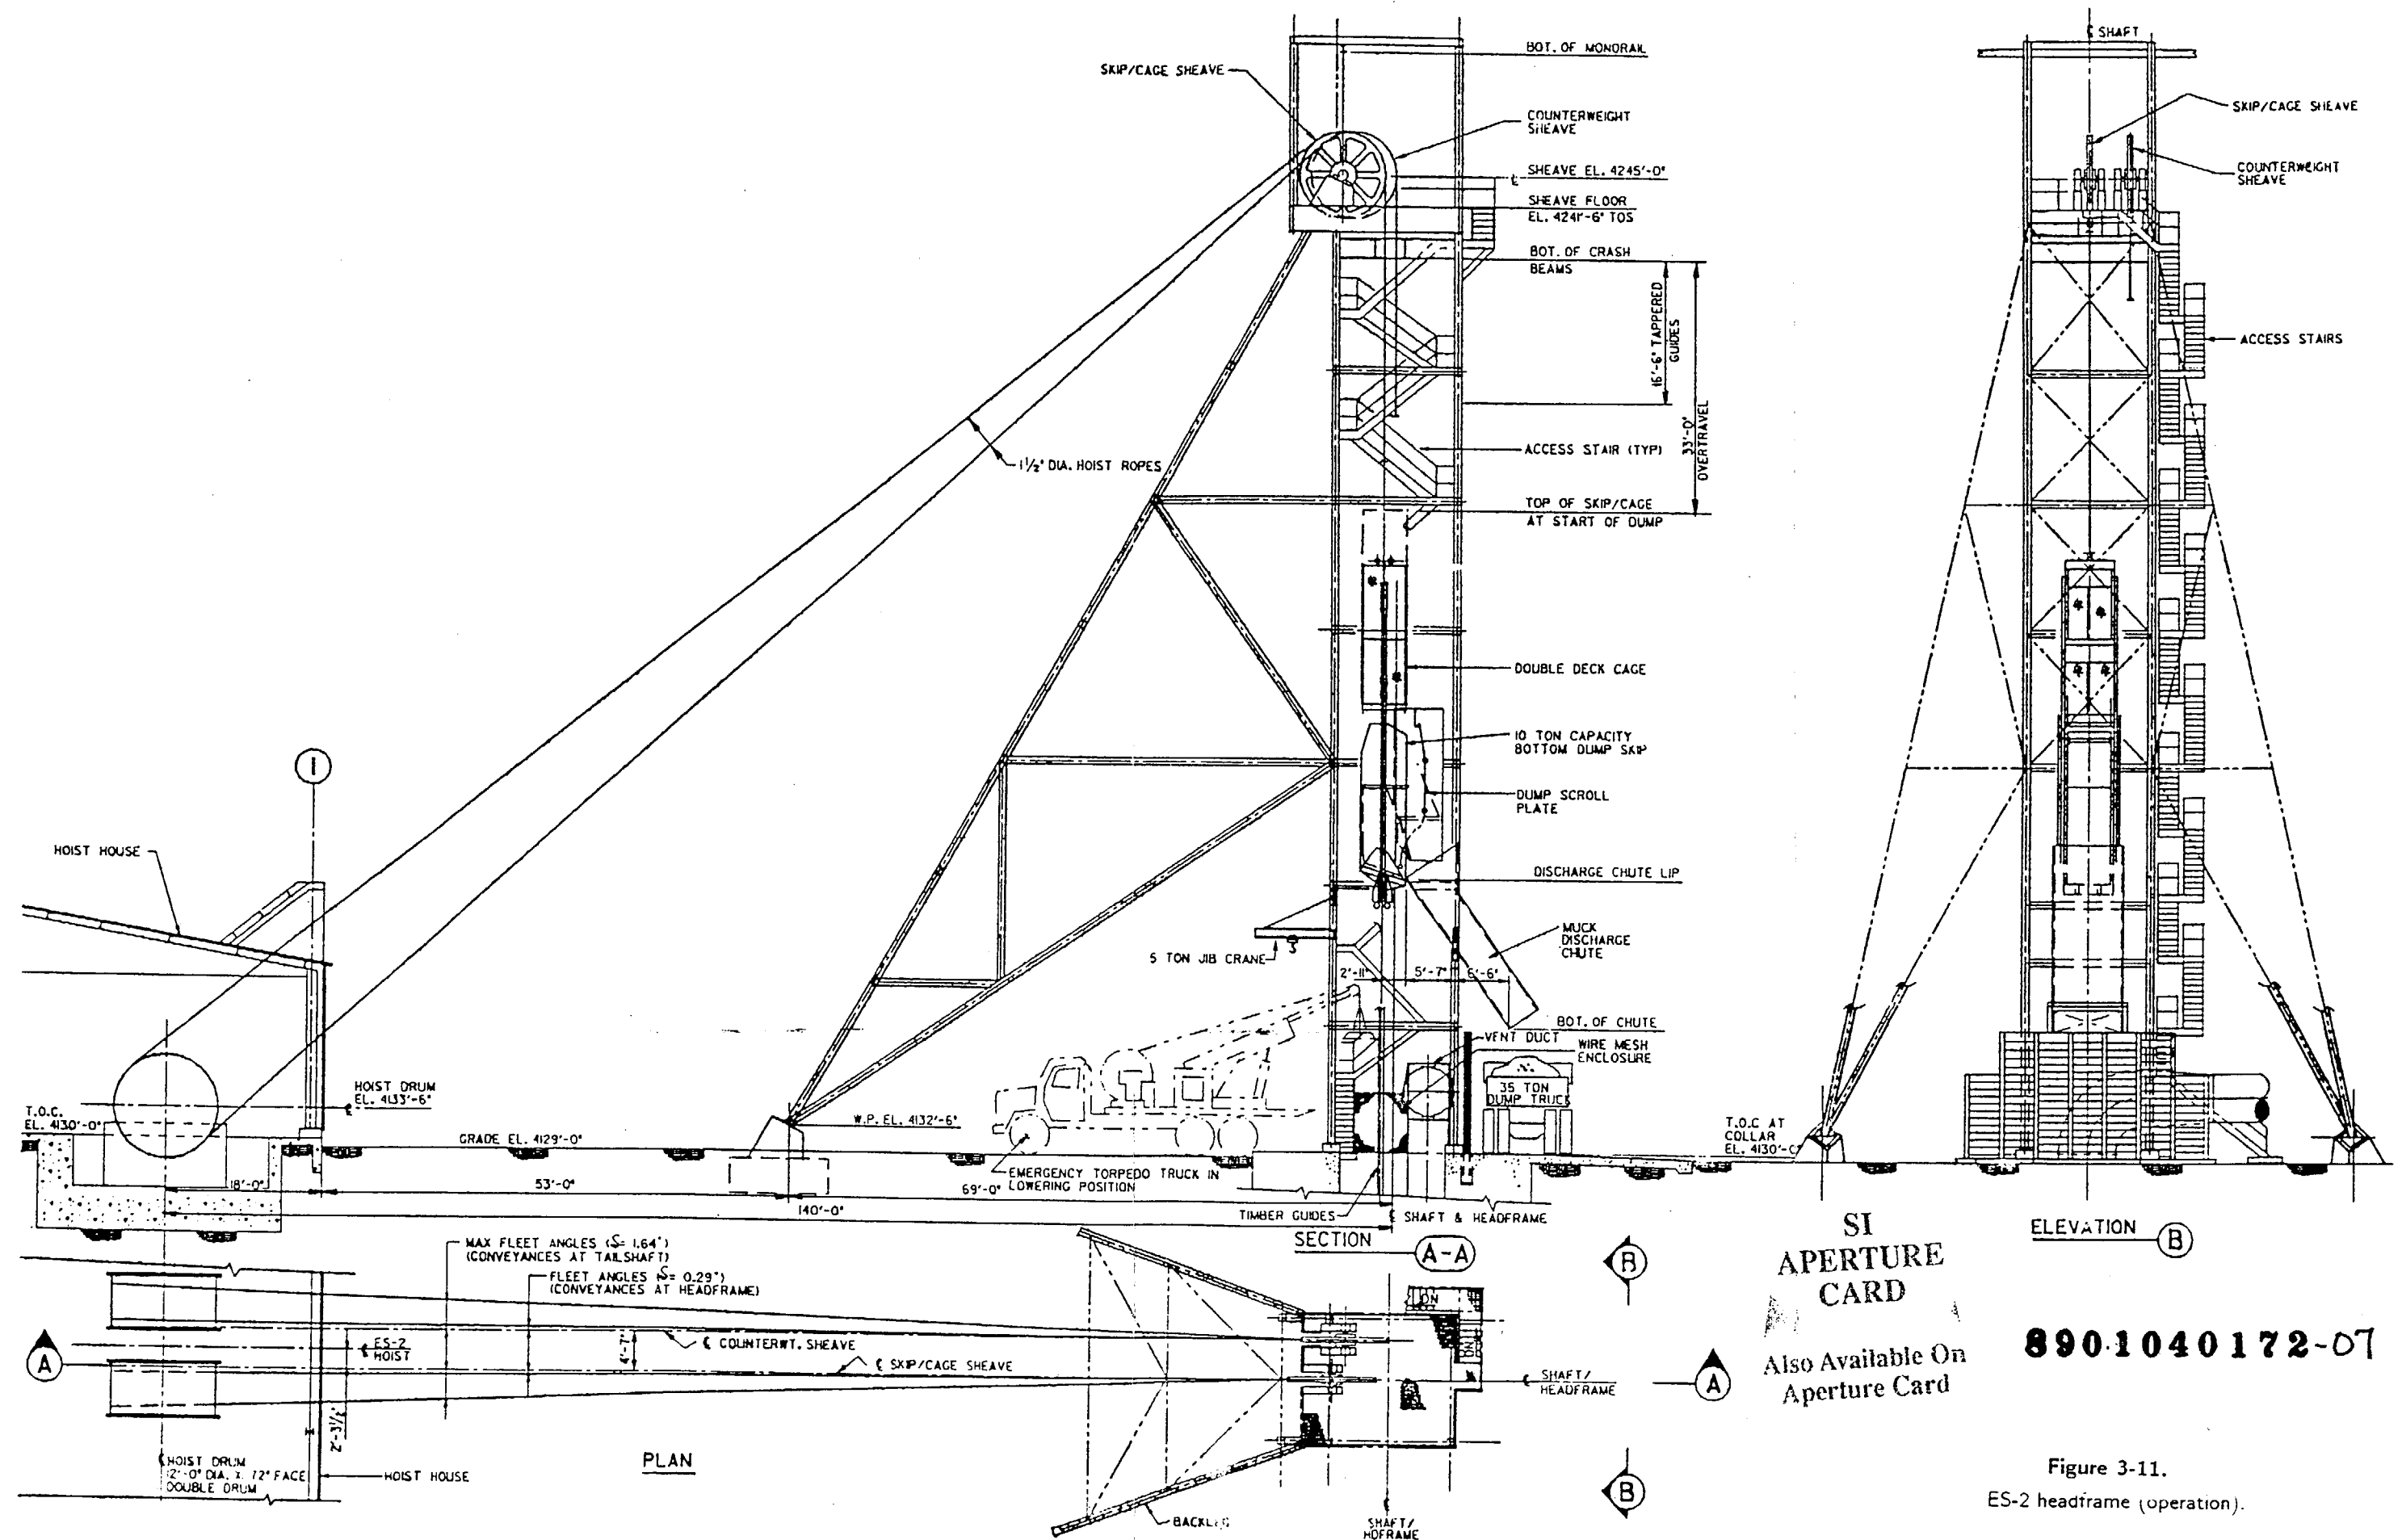 BOT. OF MONORAIL
SKIP/CAGE SHEAVE
COUNTERWEIGHT
SHEAVE
℄ SHEAVE EL. 4245'-0"
SHEAVE FLOOR
EL. 4241'-6" TOS
BOT. OF CRASH
BEAMS
16'-6" TAPPERED
GUIDES
33'-0"
OVERTRAVEL
1 1/2" DIA. HOIST ROPES
ACCESS STAIR (TYP)
TOP OF SKIP/CAGE
AT START OF DUMP
DOUBLE DECK CAGE
10 TON CAPACITY
BOTTOM DUMP SKIP
DUMP SCROLL
PLATE
1
HOIST HOUSE
DISCHARGE CHUTE LIP
MUCK
DISCHARGE
CHUTE
5 TON JIB CRANE
2'-11"
5'-7"
6'-6"
BOT. OF CHUTE
VENT DUCT
WIRE MESH
ENCLOSURE
35 TON
DUMP TRUCK
HOIST DRUM
EL. 4133'-6"
℄
T.O.C.
EL. 4130'-0"
GRADE EL. 4129'-0"
W.P. EL. 4132'-6"
EMERGENCY TORPEDO TRUCK IN
LOWERING POSITION
18'-0"
53'-0"
69'-0"
140'-0"
TIMBER GUIDES
℄ SHAFT & HEADFRAME
SECTION
A-A
℄ SHAFT
SKIP/CAGE SHEAVE
COUNTERWEIGHT
SHEAVE
ACCESS STAIRS
T.O.C. AT
COLLAR
EL. 4130'-0"
ELEVATION
B
MAX FLEET ANGLES (S= 1.64°)
(CONVEYANCES AT TAILSHAFT)
FLEET ANGLES (S= 0.29°)
(CONVEYANCES AT HEADFRAME)
A
℄ ES-2
HOIST
4'-7"
℄ COUNTERWT. SHEAVE
℄ SKIP/CAGE SHEAVE
2'-3 1/2"
℄ HOIST DRUM
12'-0" DIA. X 72" FACE
DOUBLE DRUM
HOIST HOUSE
PLAN
BACKLEG
DN
DN
℄ SHAFT/
HEADFRAME
℄
SHAFT/
HDFRAME
B
A
B
SI
APERTURE
CARD
Also Available On
Aperture Card
8901040172-07
Figure 3-11.
ES-2 headframe (operation).